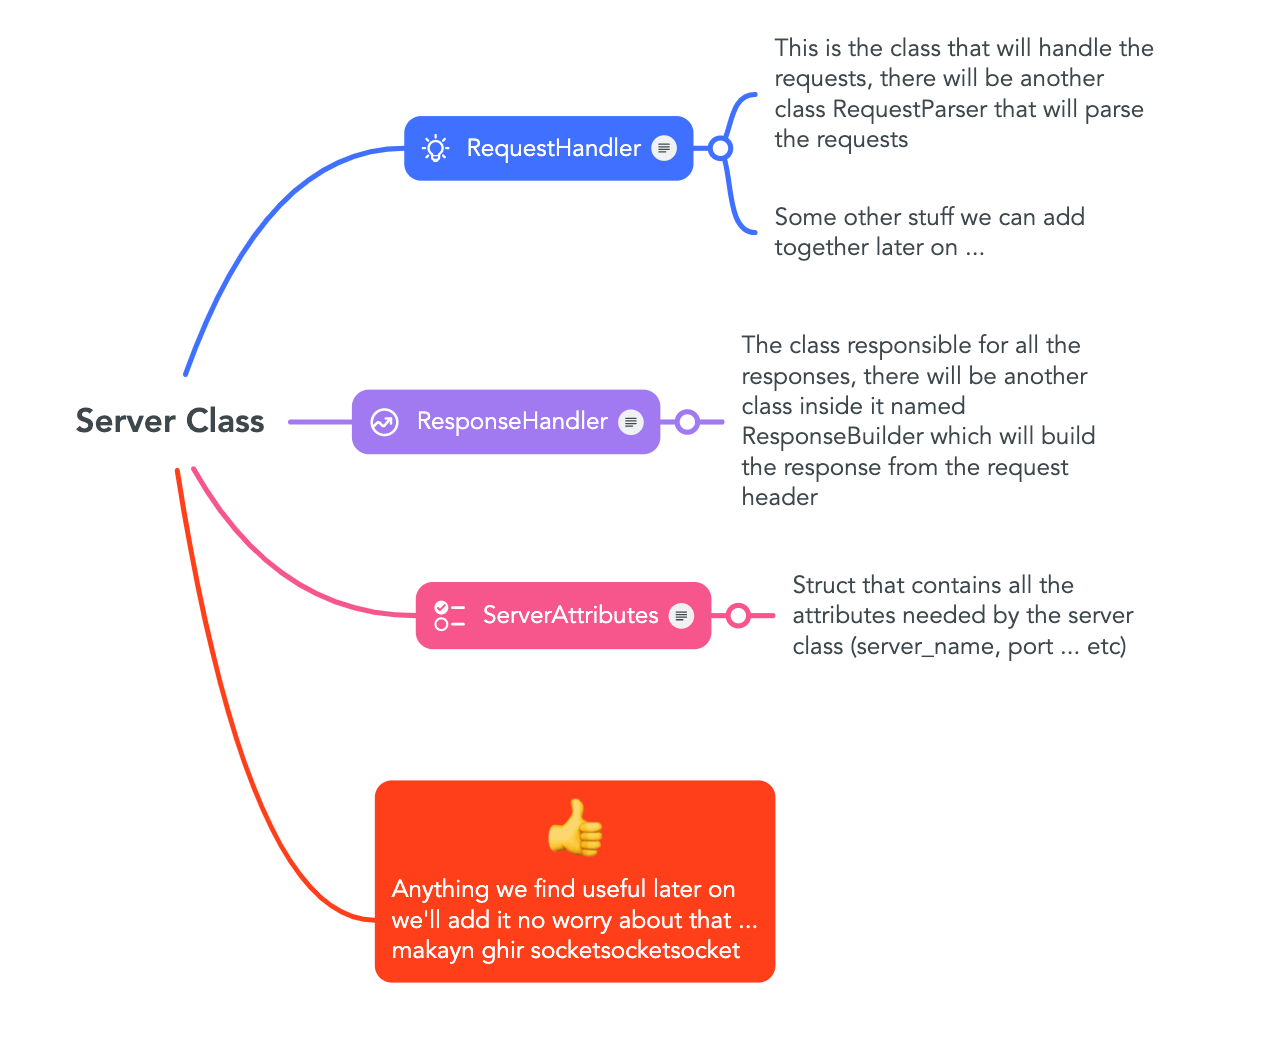 This is the class that will handle the
requests, there will be another
class RequestParser that will parse
the requests
RequestHandler
Some other stuff we can add
together later on ...
The class responsible for all the
responses, there will be another
class inside it named
ResponseBuilder which will build
the response from the request
header
Server Class
ResponseHandler
Struct that contains all the
attributes needed by the server
class (server_name, port ... etc)
ServerAttributes
Anything we find useful later on
we'll add it no worry about that ...
makayn ghir socketsocketsocket